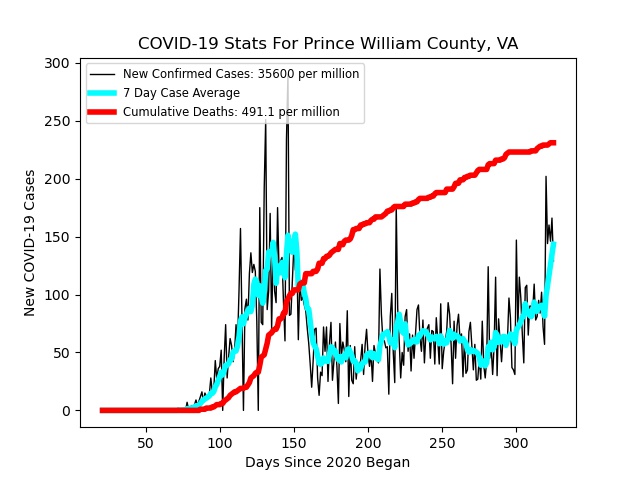 COVID-19 Stats For Prince William County, VA
New Confirmed Cases: 35600 per million
7 Day Case Average
Cumulative Deaths: 491.1 per million
300
250
200
150
100
50
0
New COVID-19 Cases
50
100
150
200
250
300
Days Since 2020 Began